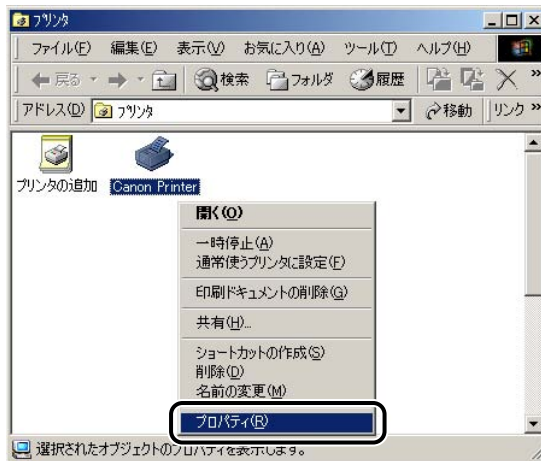 プリンタ
ファイル(F) 編集(E) 表示(V) お気に入り(A) ツール(T) ヘルプ(H)
戻る 検索 フォルダ 履歴 »
アドレス(D) プリンタ 移動 リンク »
プリンタの追加 Canon Printer
開く(O)
一時停止(A)
通常使うプリンタに設定(F)
印刷ドキュメントの削除(G)
共有(H)...
ショートカットの作成(S)
削除(D)
名前の変更(M)
プロパティ(R)
選択されたオブジェクトのプロパティを表示します。